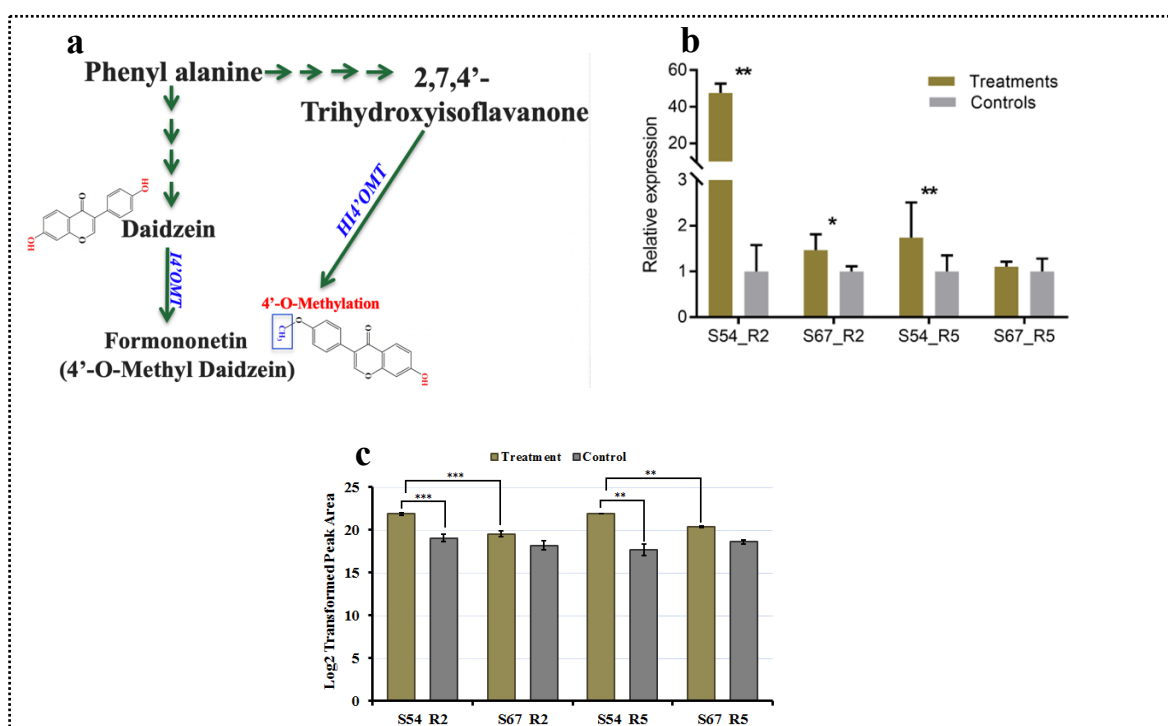 a
Phenyl alanine
2,7,4’-
Trihydroxyisoflavanone
HI4’OMT
HO
O
O
OH
Daidzein
I4’OMT
4’-O-Methylation
CH3
O
O
O
OH
Formononetin
(4’-O-Methyl Daidzein)
b
Relative expression
60
40
20
3
2
1
0
**
*
**
Treatments
Controls
S54_R2
S67_R2
S54_R5
S67_R5
c
Treatment
Control
Log2 Transformed Peak Area
25
20
15
10
5
0
***
***
**
**
S54_R2
S67_R2
S54_R5
S67_R5